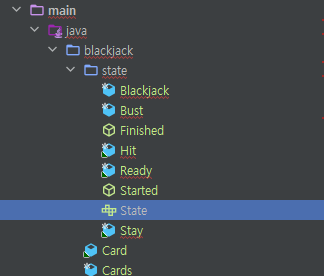 main
java
blackjack
state
Blackjack
Bust
Finished
Hit
Ready
Started
State
Stay
Card
Cards